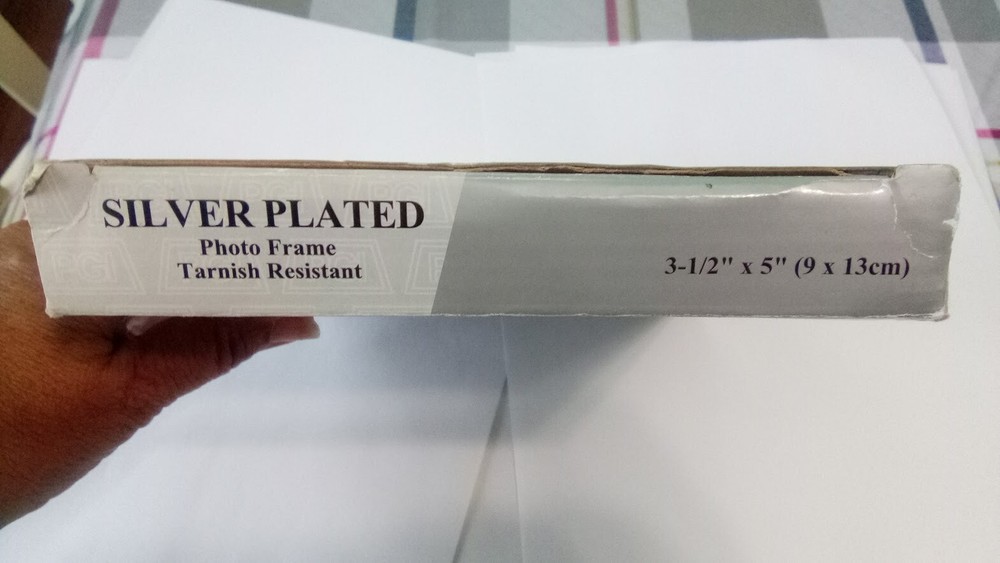 SILVER PLATED
Photo Frame
Tarnish Resistant
3-1/2" x 5" (9 x 13cm)